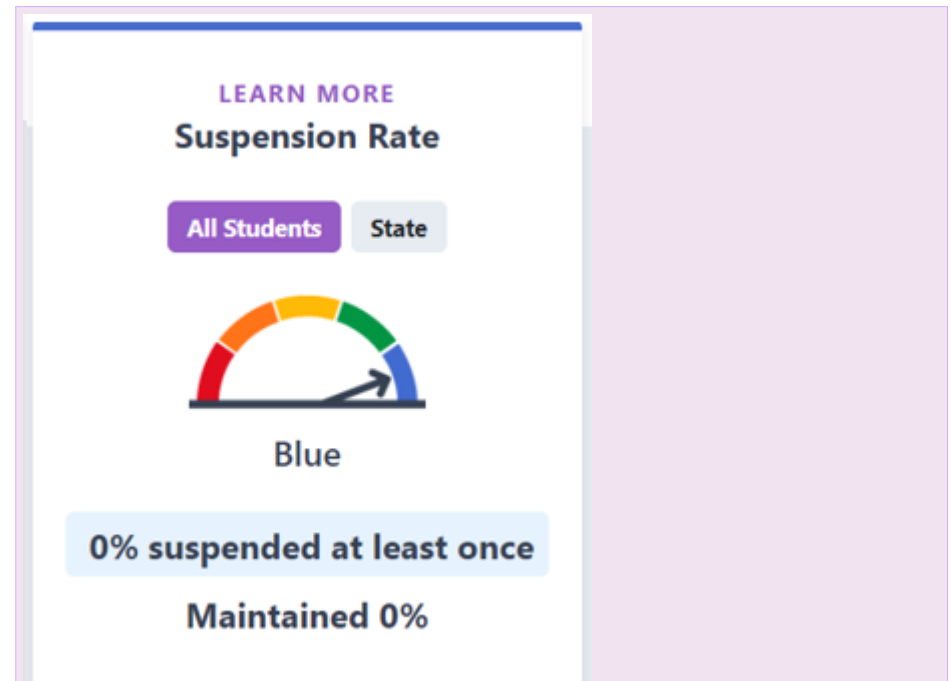 LEARN MORE
Suspension Rate
All Students State
Blue
0% suspended at least once
Maintained 0%